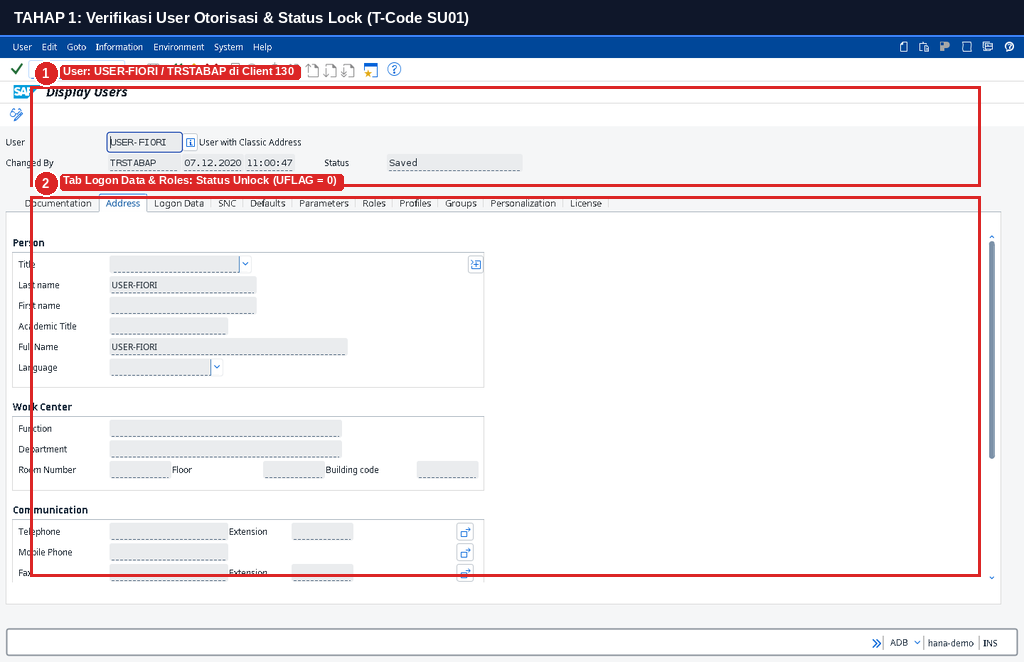 TAHAP 1: Verifikasi User Otorisasi & Status Lock (T-Code SU01)
User Edit Goto Information Environment System Help
1 User: USER-FIORI / TRSTABAP di Client 130
SAP Display Users
User USER-FIORI User with Classic Address
Changed By TRSTABAP 07.12.2020 11:00:47 Status Saved
2 Tab Logon Data & Roles: Status Unlock (UFLAG = 0)
Documentation Address Logon Data SNC Defaults Parameters Roles Profiles Groups Personalization License
Person
Title
Last name USER-FIORI
First name
Academic Title
Full Name USER-FIORI
Language
Work Center
Function
Department
Room Number Floor Building code
Communication
Telephone Extension
Mobile Phone
Fax Extension
ADB hana-demo INS